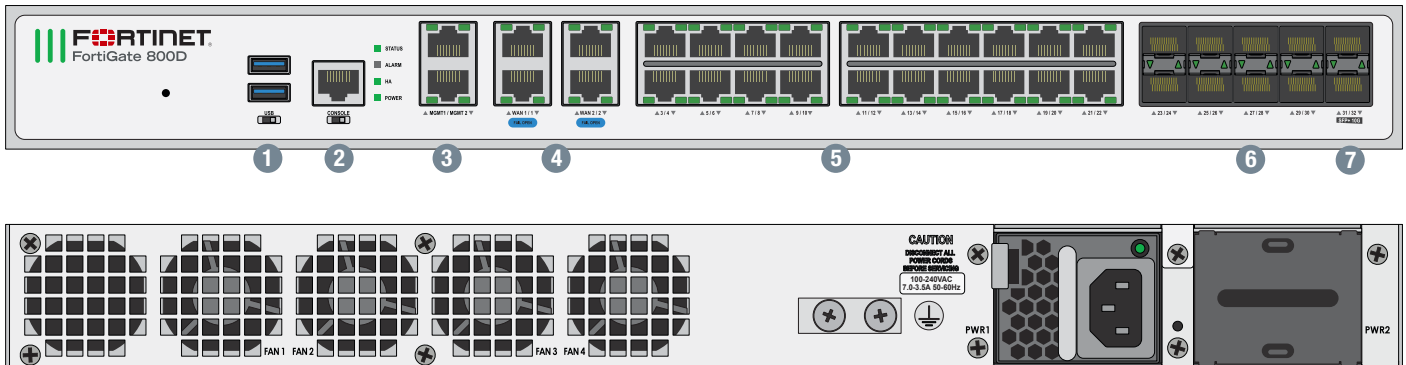 FORTINET
FortiGate 800D
STATUS
ALARM
HA
POWER
USB
CONSOLE
▲ MGMT1 / MGMT 2 ▼
▲ WAN 1 / 1 ▼
FAIL OPEN
▲ WAN 2 / 2 ▼
FAIL OPEN
▲ 3 / 4 ▼
▲ 5 / 6 ▼
▲ 7 / 8 ▼
▲ 9 / 10 ▼
▲ 11 / 12 ▼
▲ 13 / 14 ▼
▲ 15 / 16 ▼
▲ 17 / 18 ▼
▲ 19 / 20 ▼
▲ 21 / 22 ▼
▲ 23 / 24 ▼
▲ 25 / 26 ▼
▲ 27 / 28 ▼
▲ 29 / 30 ▼
▲ 31 / 32 ▼
SFP+ 10G
1
2
3
4
5
6
7
CAUTION
DISCONNECT ALL
POWER CORDS
BEFORE SERVICING
100-240VAC
7.0-3.5A 50-60Hz
FAN 1
FAN 2
FAN 3
FAN 4
PWR1
PWR2